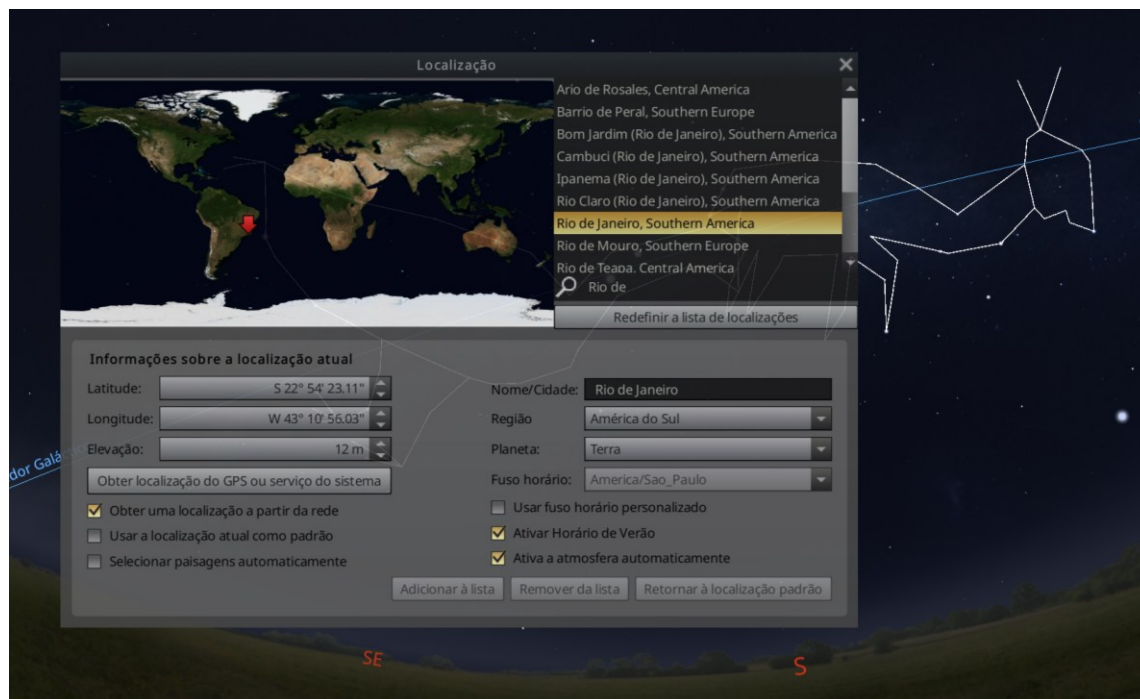 Localização
Ario de Rosales, Central America
Barrio de Peral, Southern Europe
Bom Jardim (Rio de Janeiro), Southern America
Cambuci (Rio de Janeiro), Southern America
Ipanema (Rio de Janeiro), Southern America
Rio Claro (Rio de Janeiro), Southern America
Rio de Janeiro, Southern America
Rio de Mouro, Southern Europe
Rio de Teapa, Central America
Rio de
Redefinir a lista de localizações
Informações sobre a localização atual
Latitude: S 22° 54' 23.11"
Longitude: W 43° 10' 56.03"
Elevação: 12 m
Obter localização do GPS ou serviço do sistema
Obter uma localização a partir da rede
Usar a localização atual como padrão
Selecionar paisagens automaticamente
Nome/Cidade: Rio de Janeiro
Região América do Sul
Planeta: Terra
Fuso horário: America/Sao_Paulo
Usar fuso horário personalizado
Ativar Horário de Verão
Ativa a atmosfera automaticamente
Adicionar à lista Remover da lista Retornar à localização padrão
SE
S